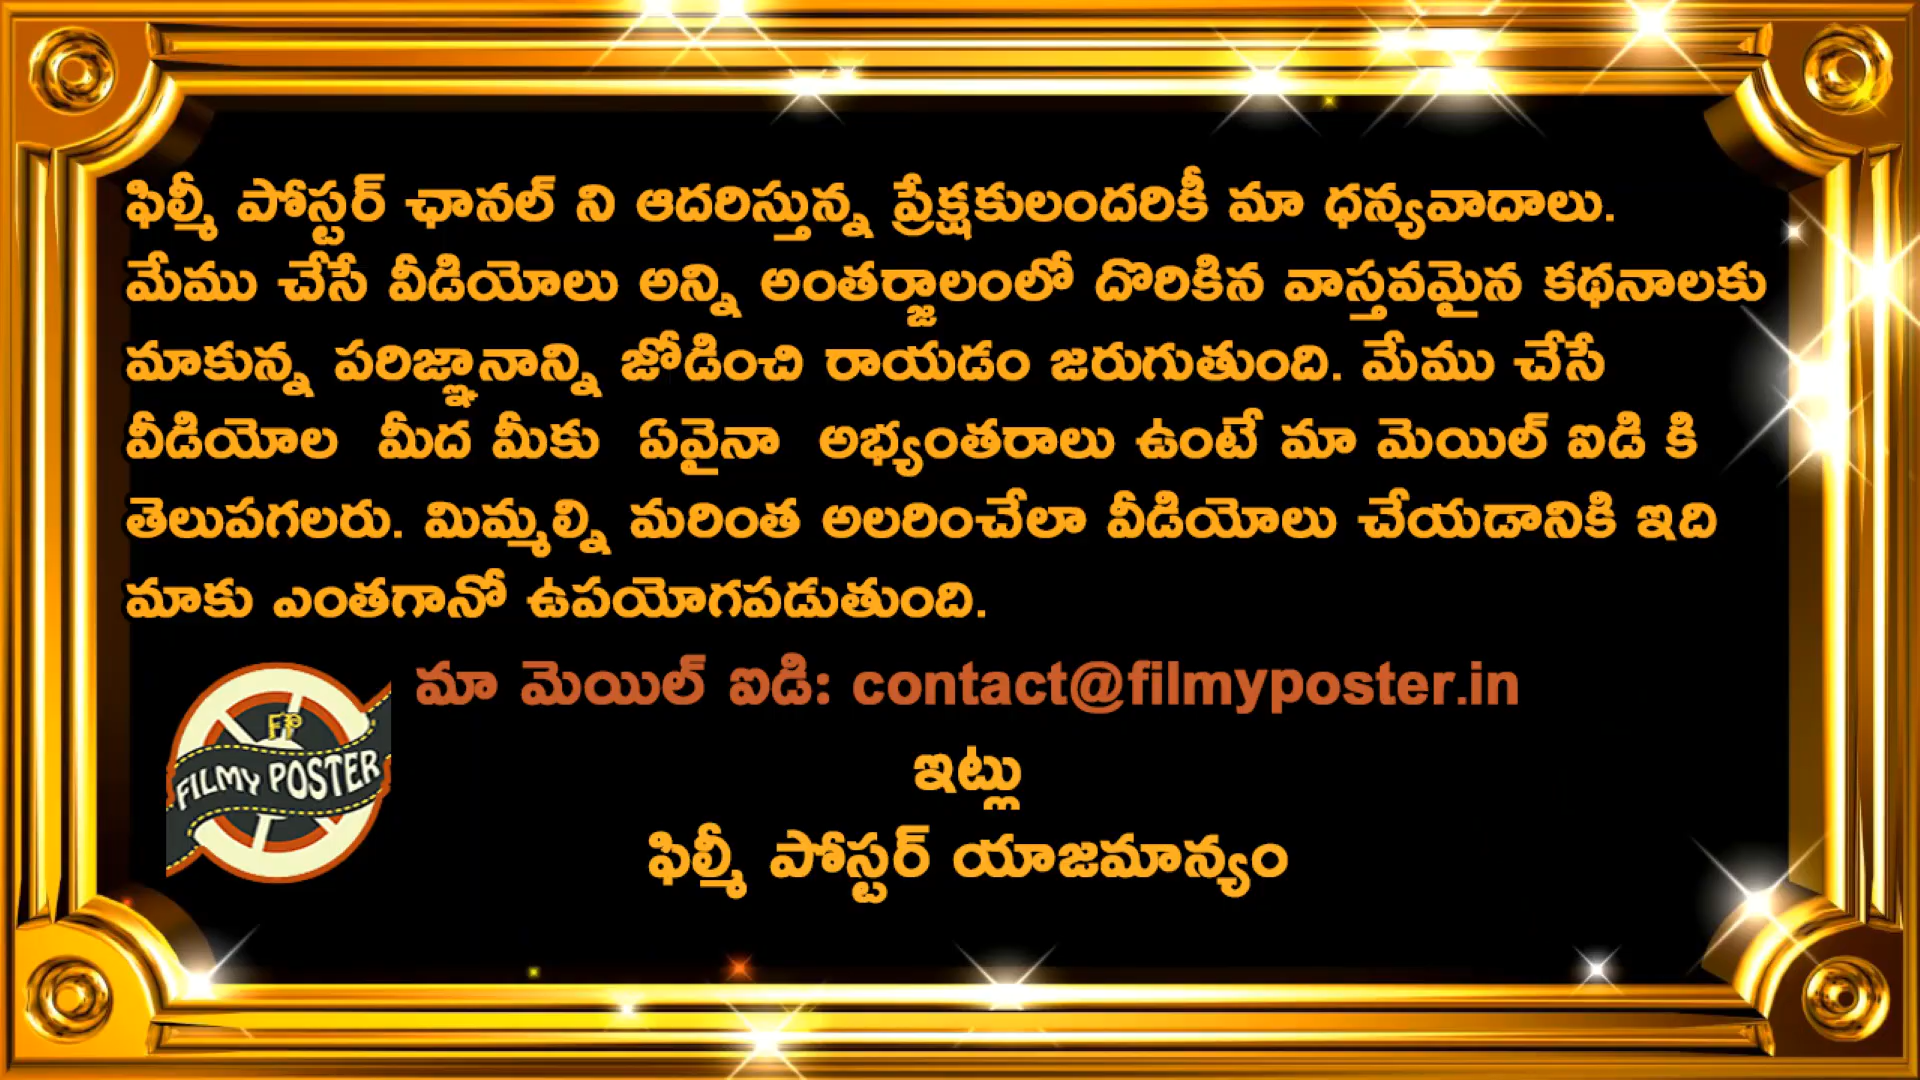 ఫిల్మీ పోస్టర్ ఛానల్ ని ఆదరిస్తున్న ప్రేక్షకులందరికీ మా ధన్యవాదాలు.
మేము చేసే వీడియోలు అన్ని అంతర్జాలంలో దొరికిన వాస్తవమైన కథనాలకు
మాకున్న పరిజ్ఞానాన్ని జోడించి రాయడం జరుగుతుంది. మేము చేసే
వీడియోల మీద మీకు ఏవైనా అభ్యంతరాలు ఉంటే మా మెయిల్ ఐడి కి
తెలుపగలరు. మిమ్మల్ని మరింత అలరించేలా వీడియోలు చేయడానికి ఇది
మాకు ఎంతగానో ఉపయోగపడుతుంది.
మా మెయిల్ ఐడి: contact@filmyposter.in
FP
FILMY POSTER
ఇట్లు
ఫిల్మీ పోస్టర్ యాజమాన్యం